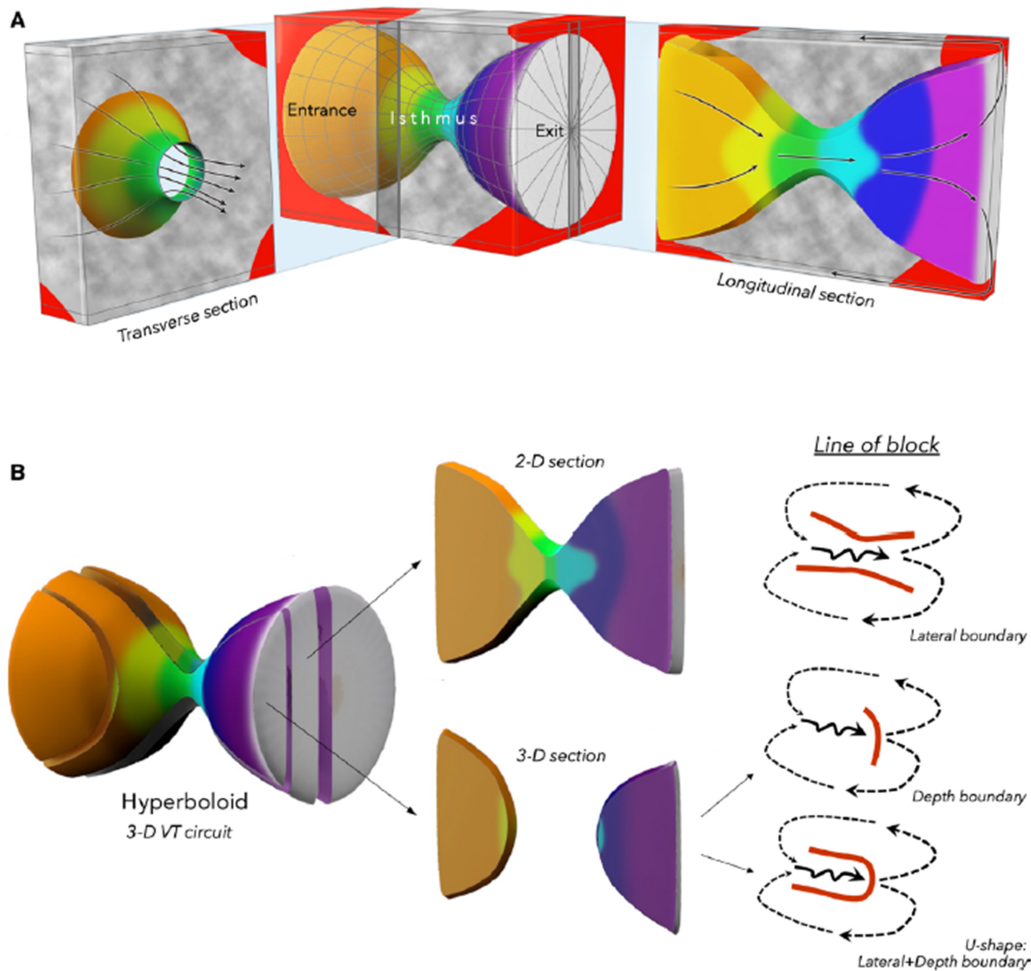 A
Entrance
Isthmus
Exit
Transverse section
Longitudinal section
B
2-D section
Line of block
Lateral boundary
3-D section
Hyperboloid
3-D VT circuit
Depth boundary
U-shape:
Lateral+Depth boundary